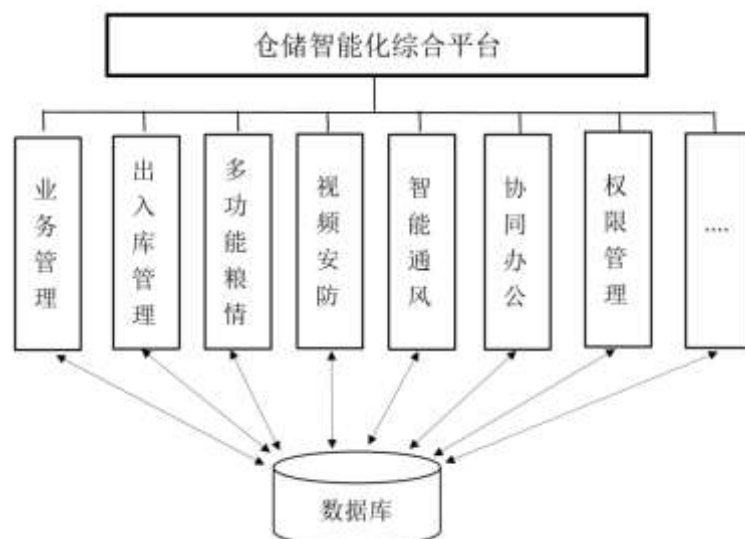 仓储智能化综合平台
业务管理
出入库管理
多功能粮情
视频安防
智能通风
协同办公
权限管理
....
数据库